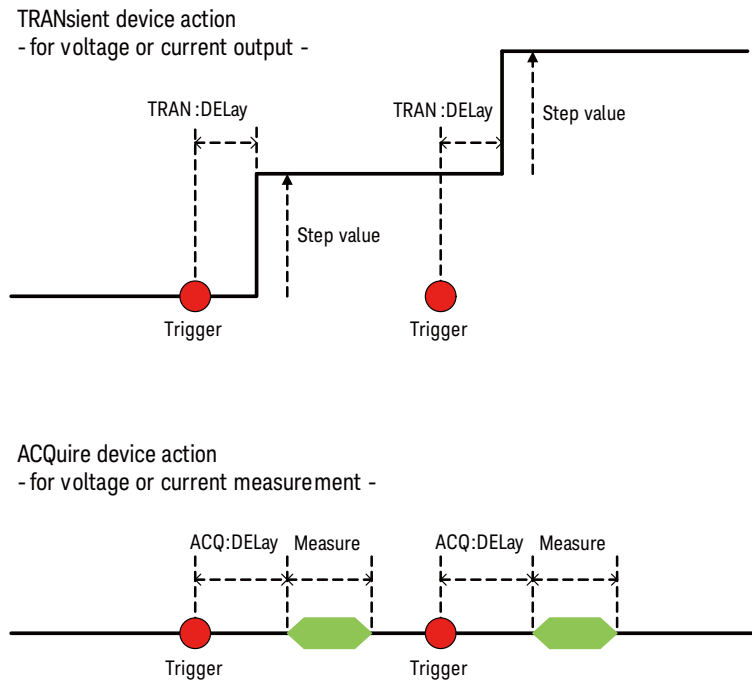 TRANsient device action
- for voltage or current output -
TRAN:DELay
TRAN:DELay
Step value
Step value
Trigger
Trigger
ACQuire device action
- for voltage or current measurement -
ACQ:DELay
Measure
ACQ:DELay
Measure
Trigger
Trigger